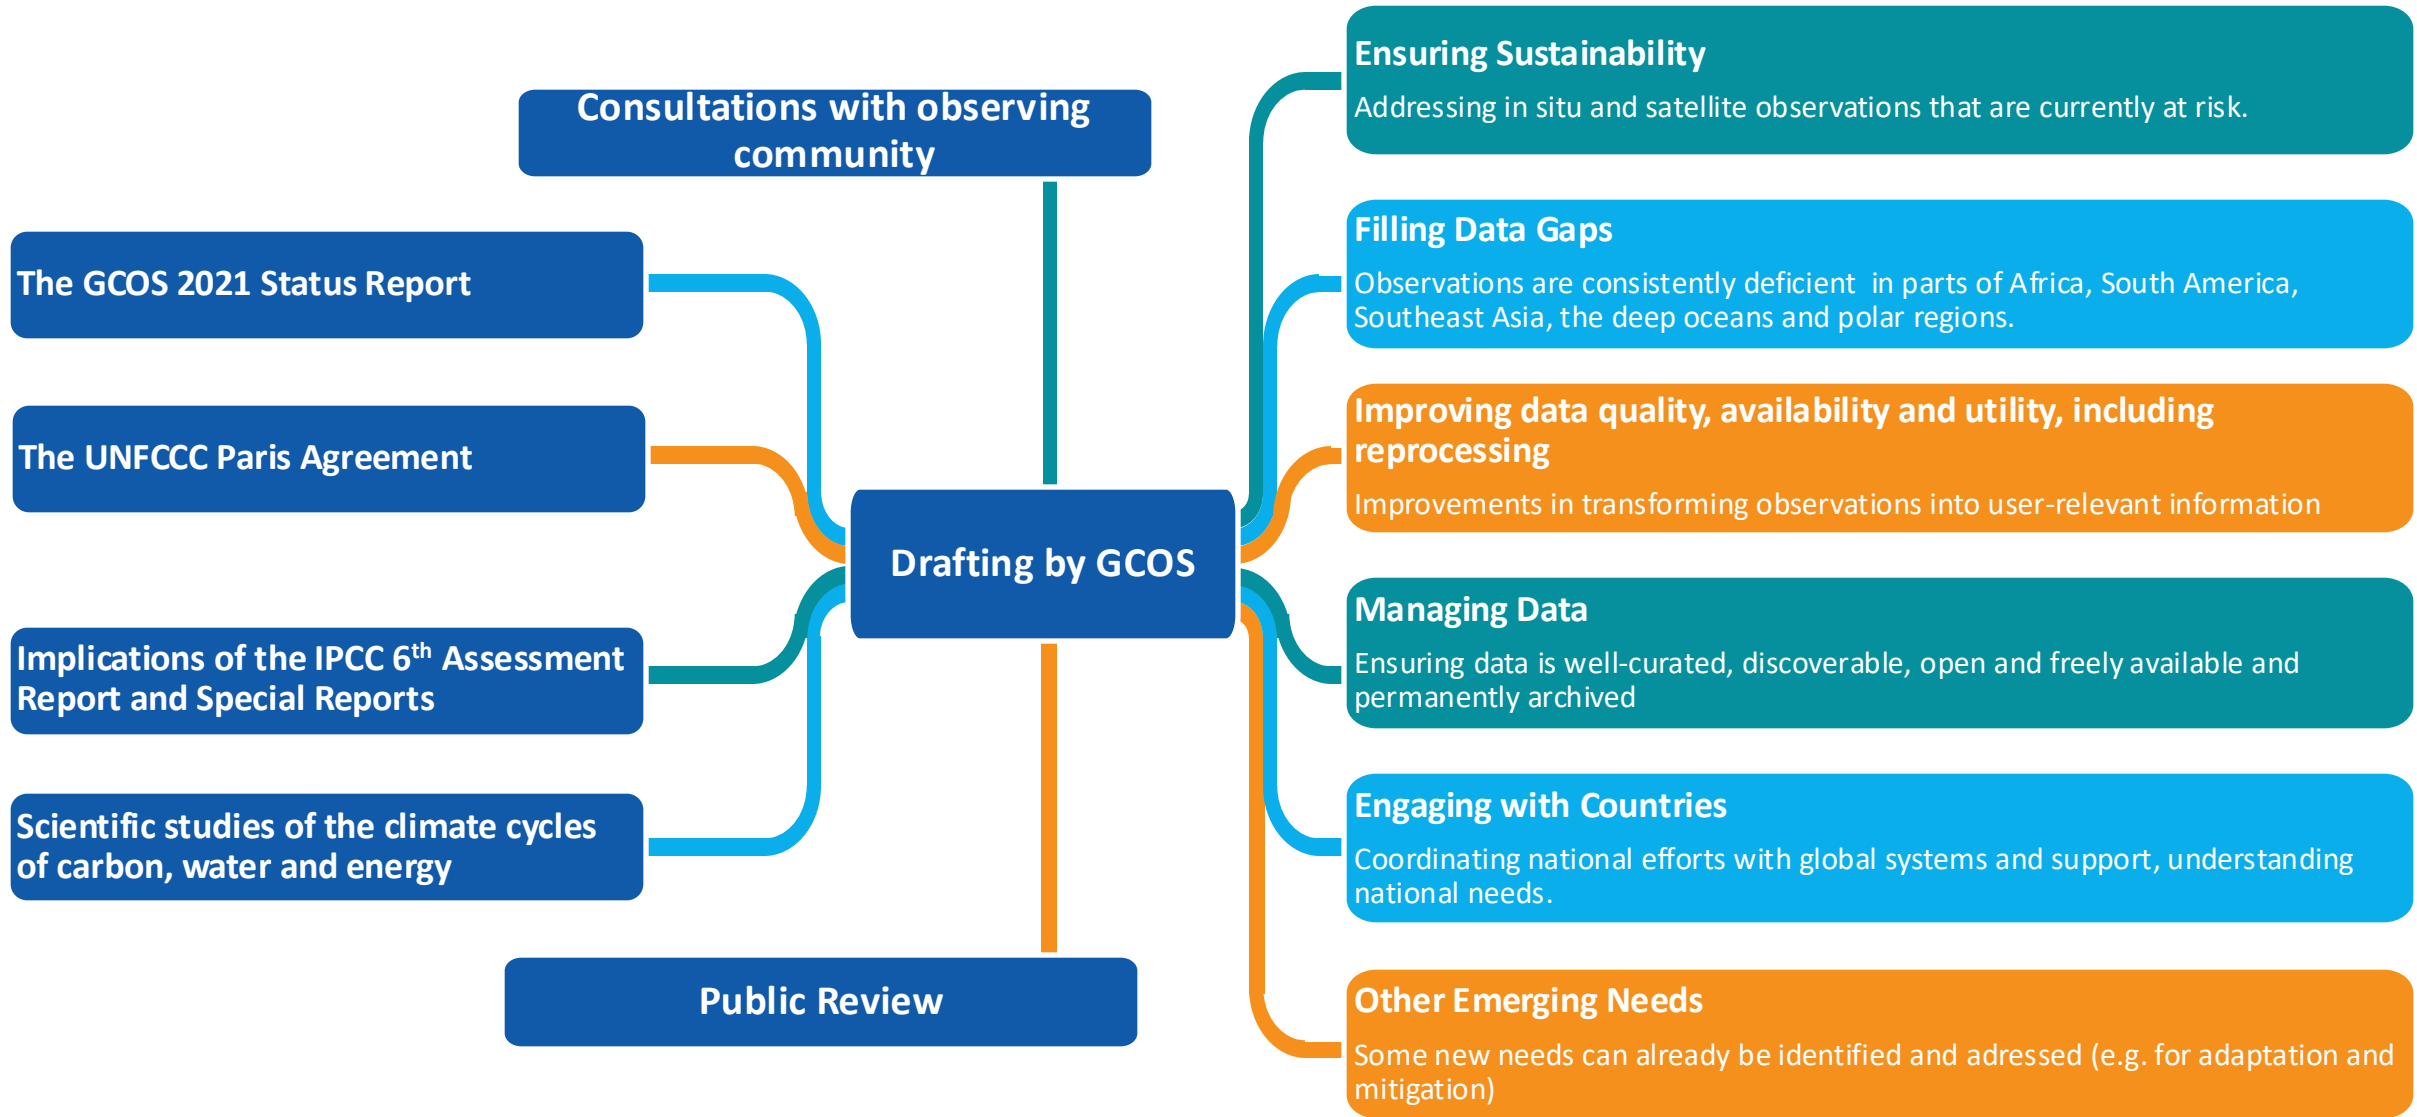 Consultations with observing
community
The GCOS 2021 Status Report
The UNFCCC Paris Agreement
Implications of the IPCC 6th Assessment
Report and Special Reports
Scientific studies of the climate cycles
of carbon, water and energy
Drafting by GCOS
Public Review
Ensuring Sustainability
Addressing in situ and satellite observations that are currently at risk.
Filling Data Gaps
Observations are consistently deficient in parts of Africa, South America,
Southeast Asia, the deep oceans and polar regions.
Improving data quality, availability and utility, including
reprocessing
Improvements in transforming observations into user-relevant information
Managing Data
Ensuring data is well-curated, discoverable, open and freely available and
permanently archived
Engaging with Countries
Coordinating national efforts with global systems and support, understanding
national needs.
Other Emerging Needs
Some new needs can already be identified and adressed (e.g. for adaptation and
mitigation)